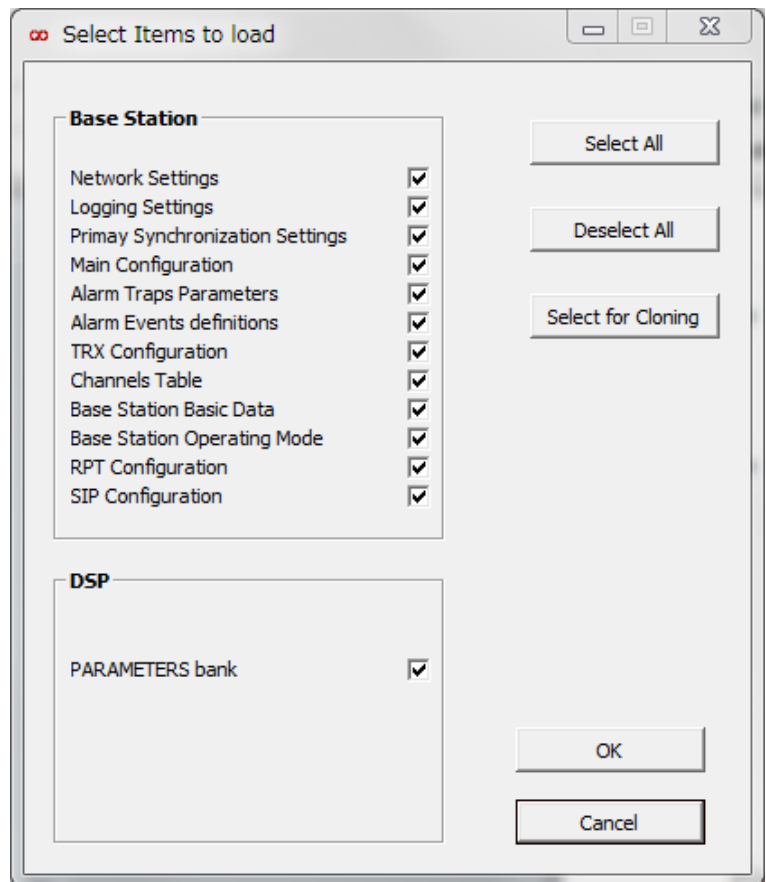 Select Items to load
Base Station
Network Settings
Logging Settings
Primay Synchronization Settings
Main Configuration
Alarm Traps Parameters
Alarm Events definitions
TRX Configuration
Channels Table
Base Station Basic Data
Base Station Operating Mode
RPT Configuration
SIP Configuration
DSP
PARAMETERS bank
Select All
Deselect All
Select for Cloning
OK
Cancel